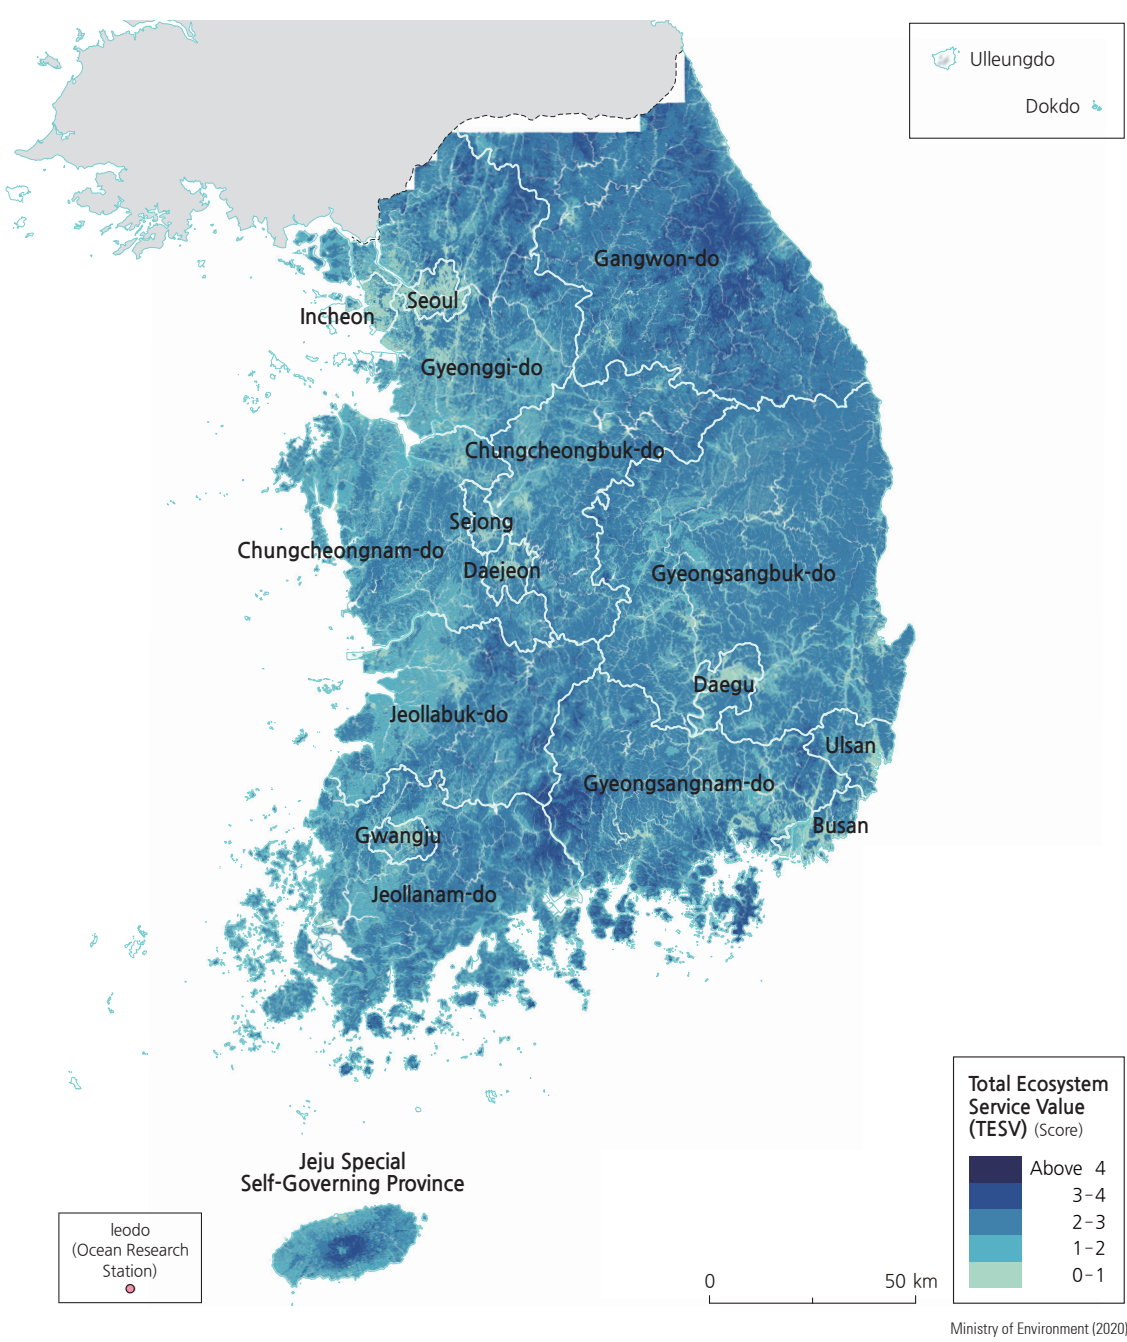 Ulleungdo
Dokdo
Gangwon-do
Seoul
Incheon
Gyeonggi-do
Chungcheongbuk-do
Sejong
Chungcheongnam-do
Daejeon
Gyeongsangbuk-do
Daegu
Jeollabuk-do
Ulsan
Gyeongsangnam-do
Busan
Gwangju
Jeollanam-do
Jeju Special
Self-Governing Province
Ieodo
(Ocean Research
Station)
Total Ecosystem
Service Value
(TESV) (Score)
Above 4
3-4
2-3
1-2
0-1
0 50 km
Ministry of Environment (2020)